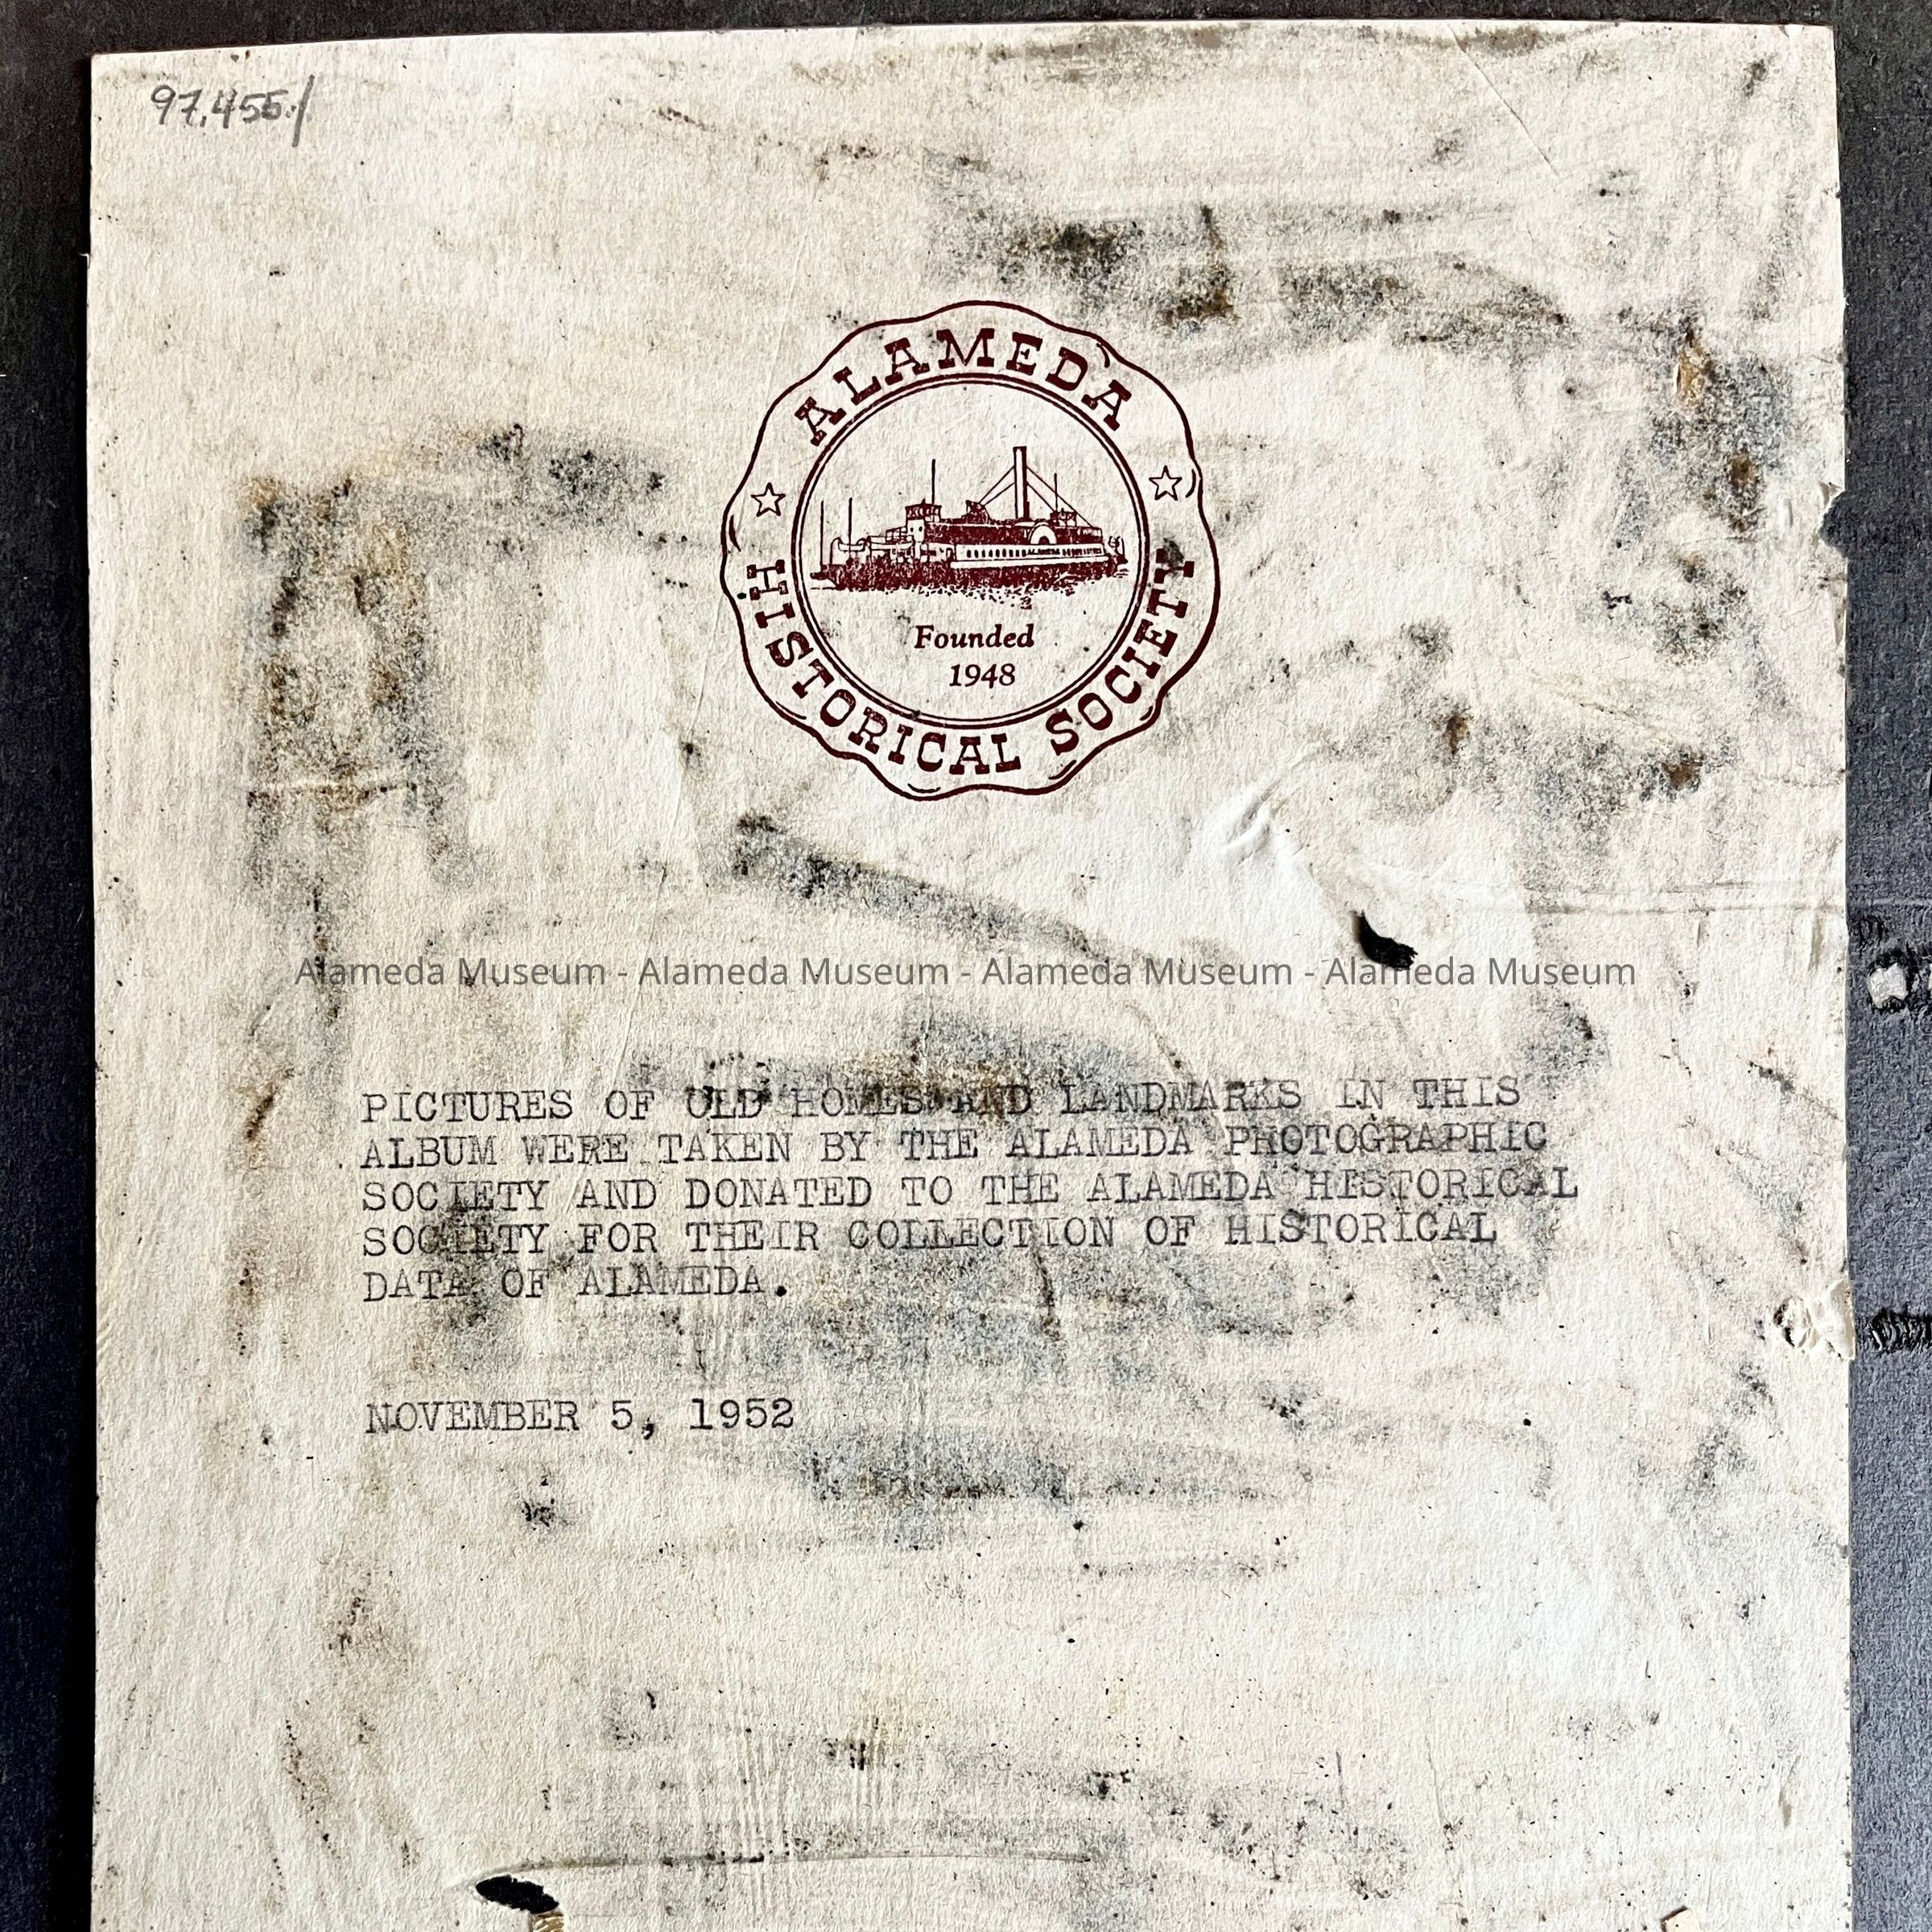 97.455.1
ALAMEDA
HISTORICAL SOCIETY
Founded
1948
Alameda Museum - Alameda Museum - Alameda Museum - Alameda Museum
PICTURES OF OLD HOMES AND LANDMARKS IN THIS
ALBUM WERE TAKEN BY THE ALAMEDA PHOTOGRAPHIC
SOCIETY AND DONATED TO THE ALAMEDA HISTORICAL
SOCIETY FOR THEIR COLLECTION OF HISTORICAL
DATA OF ALAMEDA.
NOVEMBER 5, 1952